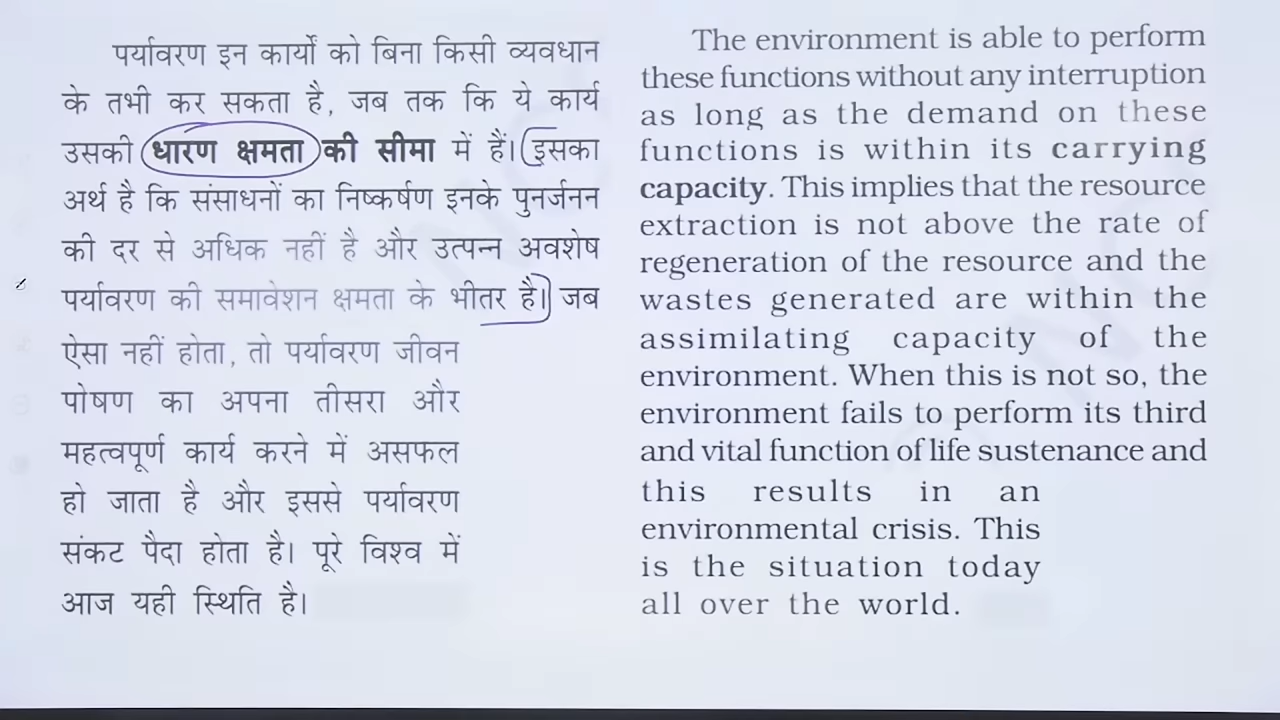 पर्यावरण इन कार्यों को बिना किसी व्यवधान
के तभी कर सकता है, जब तक कि ये कार्य
उसकी धारण क्षमता की सीमा में हैं। इसका
अर्थ है कि संसाधनों का निष्कर्षण इनके पुनर्जनन
की दर से अधिक नहीं है और उत्पन्न अवशेष
पर्यावरण की समावेशन क्षमता के भीतर है। जब
ऐसा नहीं होता, तो पर्यावरण जीवन
पोषण का अपना तीसरा और
महत्वपूर्ण कार्य करने में असफल
हो जाता है और इससे पर्यावरण
संकट पैदा होता है। पूरे विश्व में
आज यही स्थिति है।
The environment is able to perform
these functions without any interruption
as long as the demand on these
functions is within its carrying
capacity. This implies that the resource
extraction is not above the rate of
regeneration of the resource and the
wastes generated are within the
assimilating capacity of the
environment. When this is not so, the
environment fails to perform its third
and vital function of life sustenance and
this results in an
environmental crisis. This
is the situation today
all over the world.